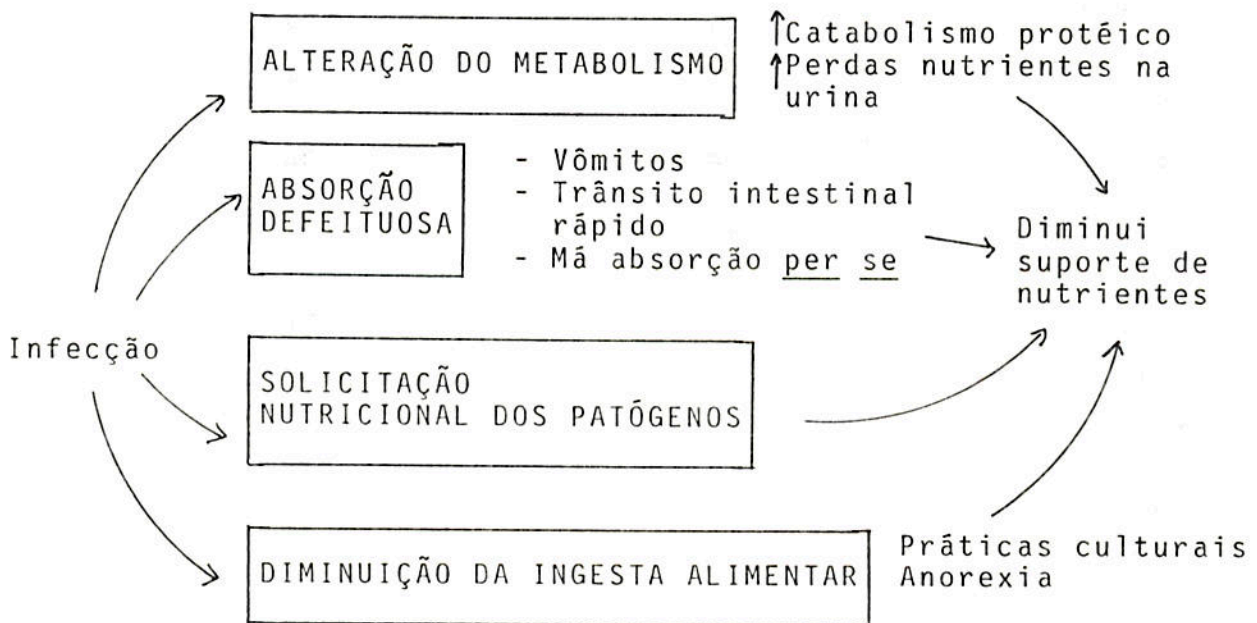 ALTERAÇÃO DO METABOLISMO
↑Catabolismo protéico
↑Perdas nutrientes na
urina
ABSORÇÃO
DEFEITUOSA
- Vômitos
- Trânsito intestinal
rápido
- Má absorção per se
Diminui
suporte de
nutrientes
Infecção
SOLICITAÇÃO
NUTRICIONAL DOS PATÓGENOS
DIMINUIÇÃO DA INGESTA ALIMENTAR
Práticas culturais
Anorexia